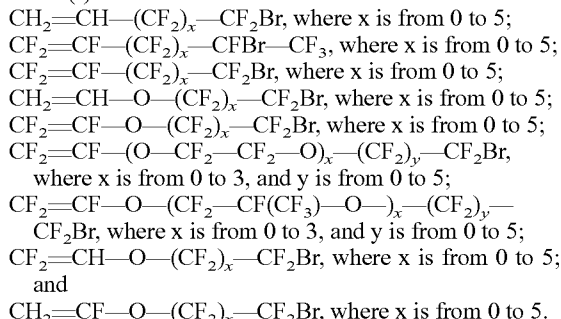 CH₂=CH—(CF₂)ₓ—CF₂Br, where x is from 0 to 5;
CF₂=CF—(CF₂)ₓ—CFBr—CF₃, where x is from 0 to 5;
CF₂=CF—(CF₂)ₓ—CF₂Br, where x is from 0 to 5;
CH₂=CH—O—(CF₂)ₓ—CF₂Br, where x is from 0 to 5;
CF₂=CF—O—(CF₂)ₓ—CF₂Br, where x is from 0 to 5;
CF₂=CF—(O—CF₂—CF₂—O)ₓ—(CF₂)ᵧ—CF₂Br,
where x is from 0 to 3, and y is from 0 to 5;
CF₂=CF—O—(CF₂—CF(CF₃)—O—)ₓ—(CF₂)ᵧ—
CF₂Br, where x is from 0 to 3, and y is from 0 to 5;
CF₂=CH—O—(CF₂)ₓ—CF₂Br, where x is from 0 to 5;
and
CH₂=CF—O—(CF₂)ₓ—CF₂Br, where x is from 0 to 5.